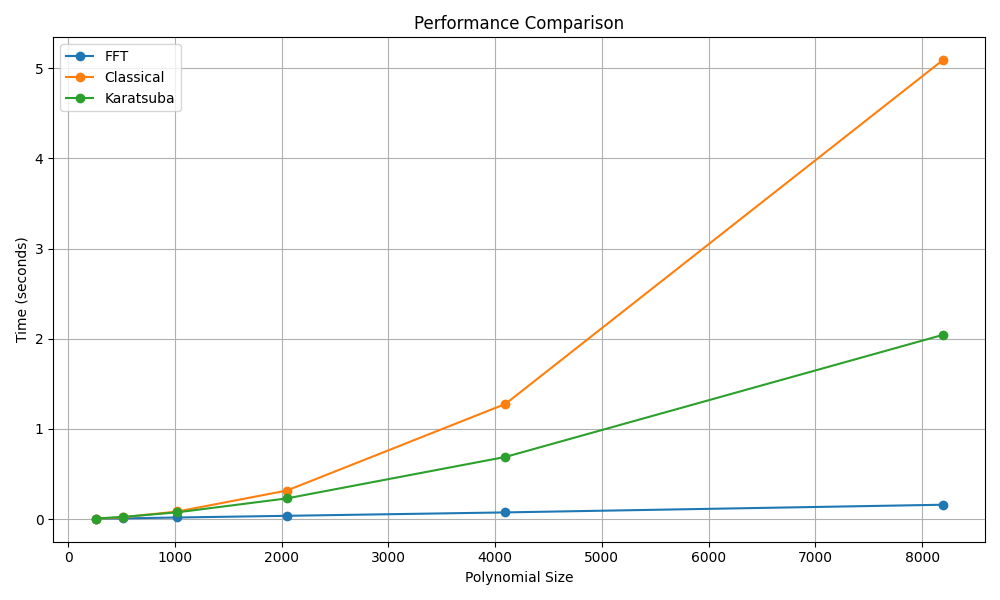 Performance Comparison
FFT
Classical
Karatsuba
5
4
3
2
1
0
Time (seconds)
0 1000 2000 3000 4000 5000 6000 7000 8000
Polynomial Size